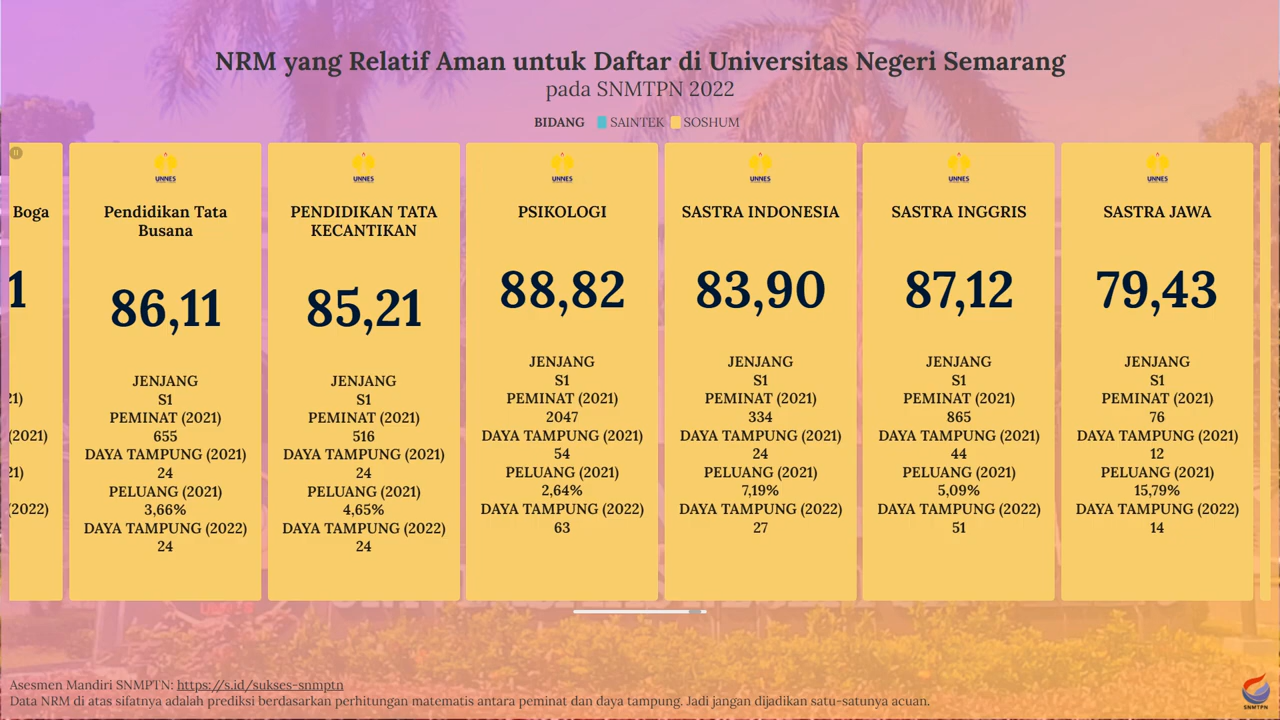 NRM yang Relatif Aman untuk Daftar di Universitas Negeri Semarang
pada SNMTPN 2022
BIDANG SAINTEK SOSHUM
Boga
1
21)
(2021)
21)
(2022)
UNNES
Pendidikan Tata
Busana
86,11
JENJANG
S1
PEMINAT (2021)
655
DAYA TAMPUNG (2021)
24
PELUANG (2021)
3,66%
DAYA TAMPUNG (2022)
24
UNNES
PENDIDIKAN TATA
KECANTIKAN
85,21
JENJANG
S1
PEMINAT (2021)
516
DAYA TAMPUNG (2021)
24
PELUANG (2021)
4,65%
DAYA TAMPUNG (2022)
24
UNNES
PSIKOLOGI
88,82
JENJANG
S1
PEMINAT (2021)
2047
DAYA TAMPUNG (2021)
54
PELUANG (2021)
2,64%
DAYA TAMPUNG (2022)
63
UNNES
SASTRA INDONESIA
83,90
JENJANG
S1
PEMINAT (2021)
334
DAYA TAMPUNG (2021)
24
PELUANG (2021)
7,19%
DAYA TAMPUNG (2022)
27
UNNES
SASTRA INGGRIS
87,12
JENJANG
S1
PEMINAT (2021)
865
DAYA TAMPUNG (2021)
44
PELUANG (2021)
5,09%
DAYA TAMPUNG (2022)
51
UNNES
SASTRA JAWA
79,43
JENJANG
S1
PEMINAT (2021)
76
DAYA TAMPUNG (2021)
12
PELUANG (2021)
15,79%
DAYA TAMPUNG (2022)
14
Asesmen Mandiri SNMPTN: https://s.id/sukses-snmptn
Data NRM di atas sifatnya adalah prediksi berdasarkan perhitungan matematis antara peminat dan daya tampung. Jadi jangan dijadikan satu-satunya acuan.
SNMTPN